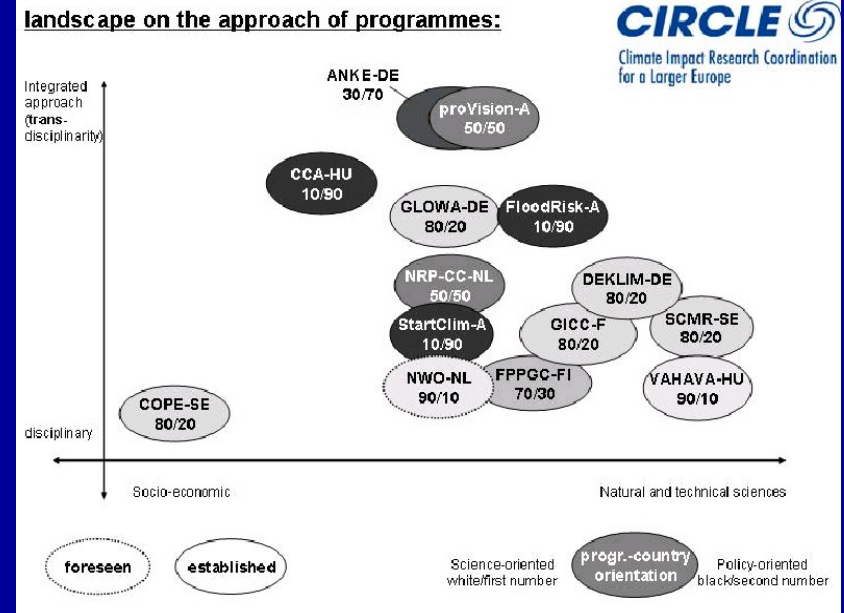 landscape on the approach of programmes:
CIRCLE
Climate Impact Research Coordination
for a Larger Europe
Integrated
approach
(trans-
disciplinarity)
ANKE-DE
30/70
proVision-A
50/50
CCA-HU
10/90
GLOWA-DE
80/20
FloodRisk-A
10/90
NRP-CC-NL
50/50
DEKLIM-DE
80/20
StartClim-A
10/90
GICC-F
80/20
SCMR-SE
80/20
NWO-NL
90/10
FPPGC-FI
70/30
VAHAVA-HU
90/10
COPE-SE
80/20
disciplinary
Socio-economic
Natural and technical sciences
foreseen
established
Science-oriented
white/first number
progr.-country
orientation
Policy-oriented
black/second number